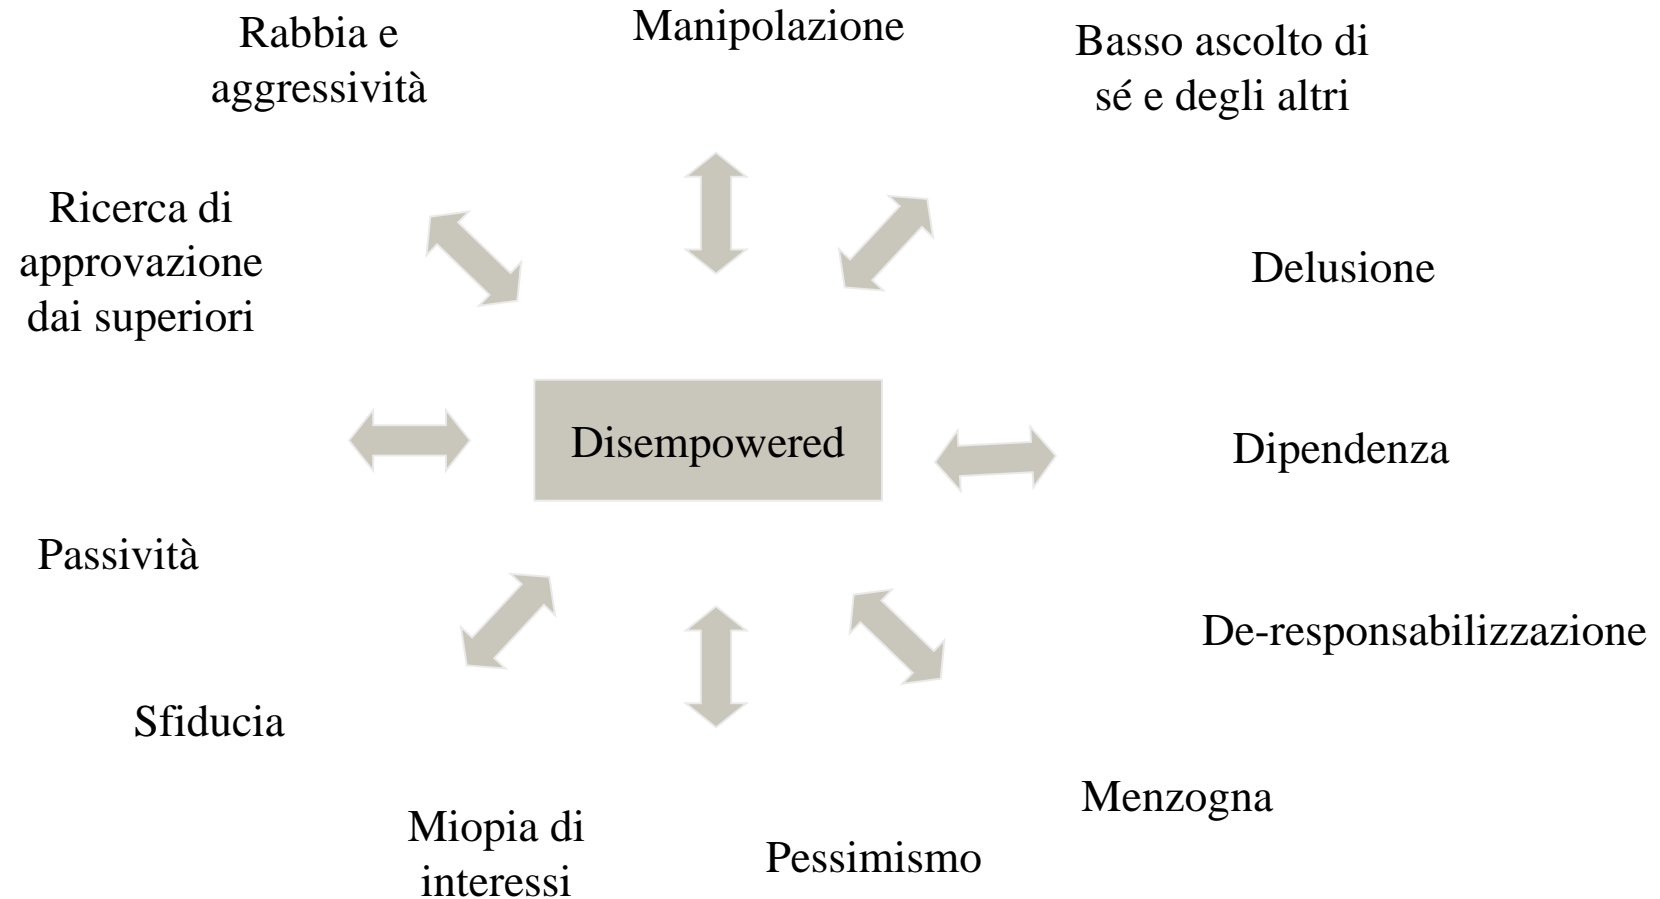 Rabbia e
aggressività
Manipolazione
Basso ascolto di
sé e degli altri
Ricerca di
approvazione
dai superiori
Delusione
Disempowered
Dipendenza
Passività
De-responsabilizzazione
Sfiducia
Menzogna
Miopia di
interessi
Pessimismo